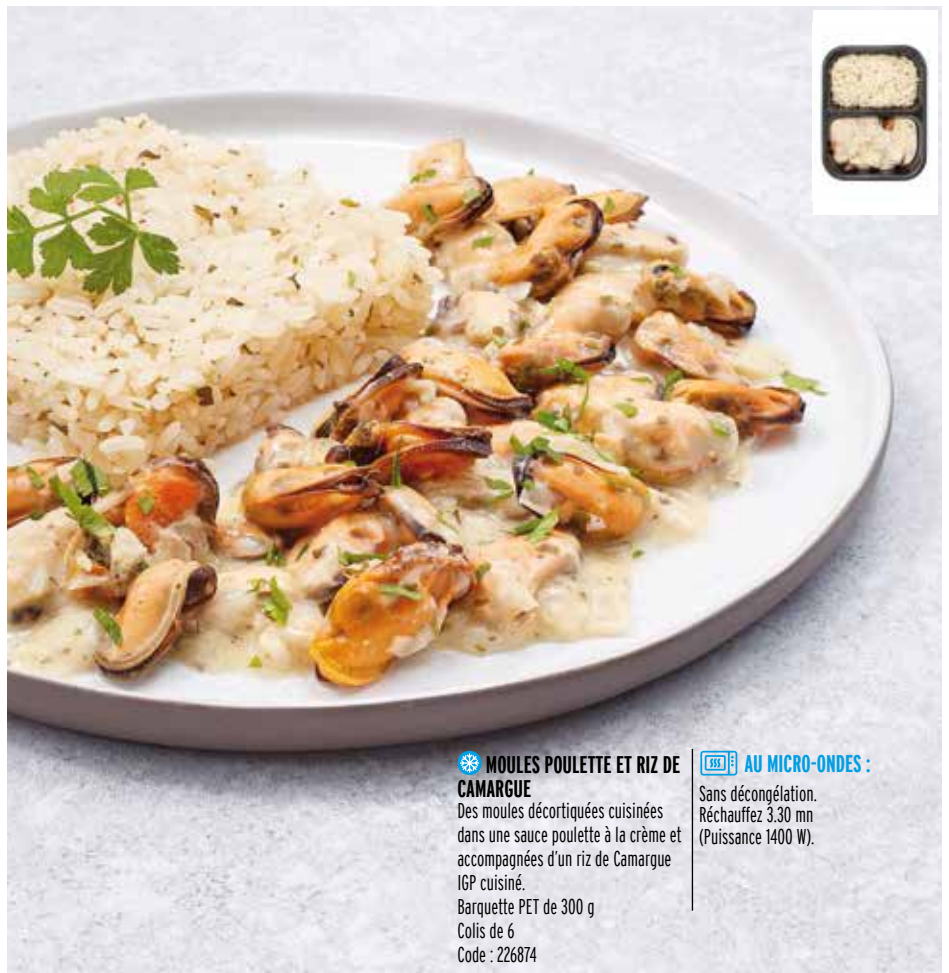 MOULES POULETTE ET RIZ DE
CAMARGUE
Des moules décortiquées cuisinées
dans une sauce poulette à la crème et
accompagnées d'un riz de Camargue
IGP cuisiné.
Barquette PET de 300 g
Colis de 6
Code : 226874
AU MICRO-ONDES :
Sans décongélation.
Réchauffez 3.30 mn
(Puissance 1400 W).